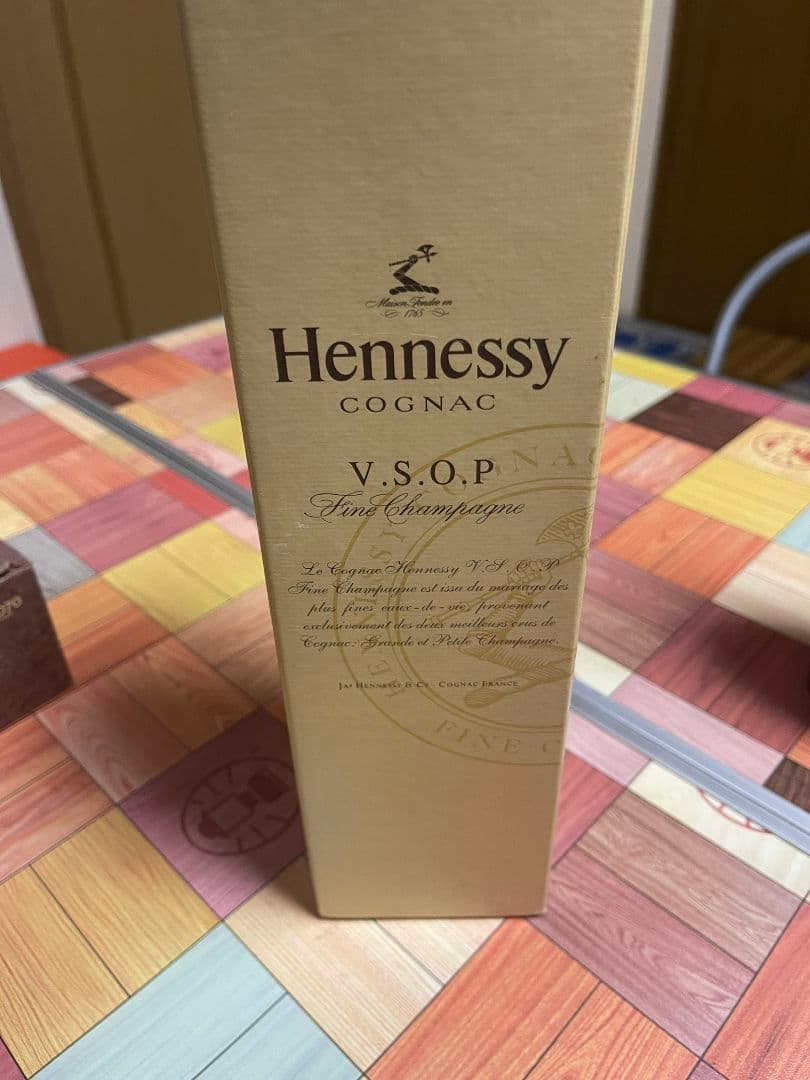 Maison Fondée en
1765
Hennessy
COGNAC
V.S.O.P
Fine Champagne
Le Cognac Hennessy V.S.O.P
Fine Champagne est issu du mariage des
plus fines eaux-de-vie, provenant
exclusivement des deux meilleurs crus de
Cognac: Grande et Petite Champagne.
JAS HENNESSY & Co - COGNAC FRANCE
COGNAC
FINE C